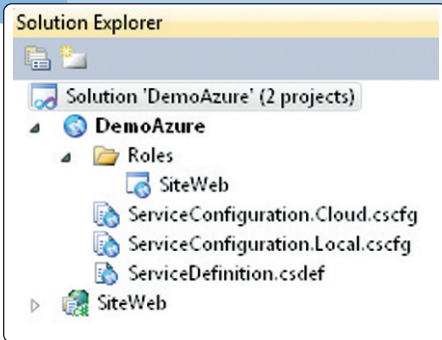 Solution Explorer
Solution 'DemoAzure' (2 projects)
DemoAzure
Roles
SiteWeb
ServiceConfiguration.Cloud.cscfg
ServiceConfiguration.Local.cscfg
ServiceDefinition.csdef
SiteWeb